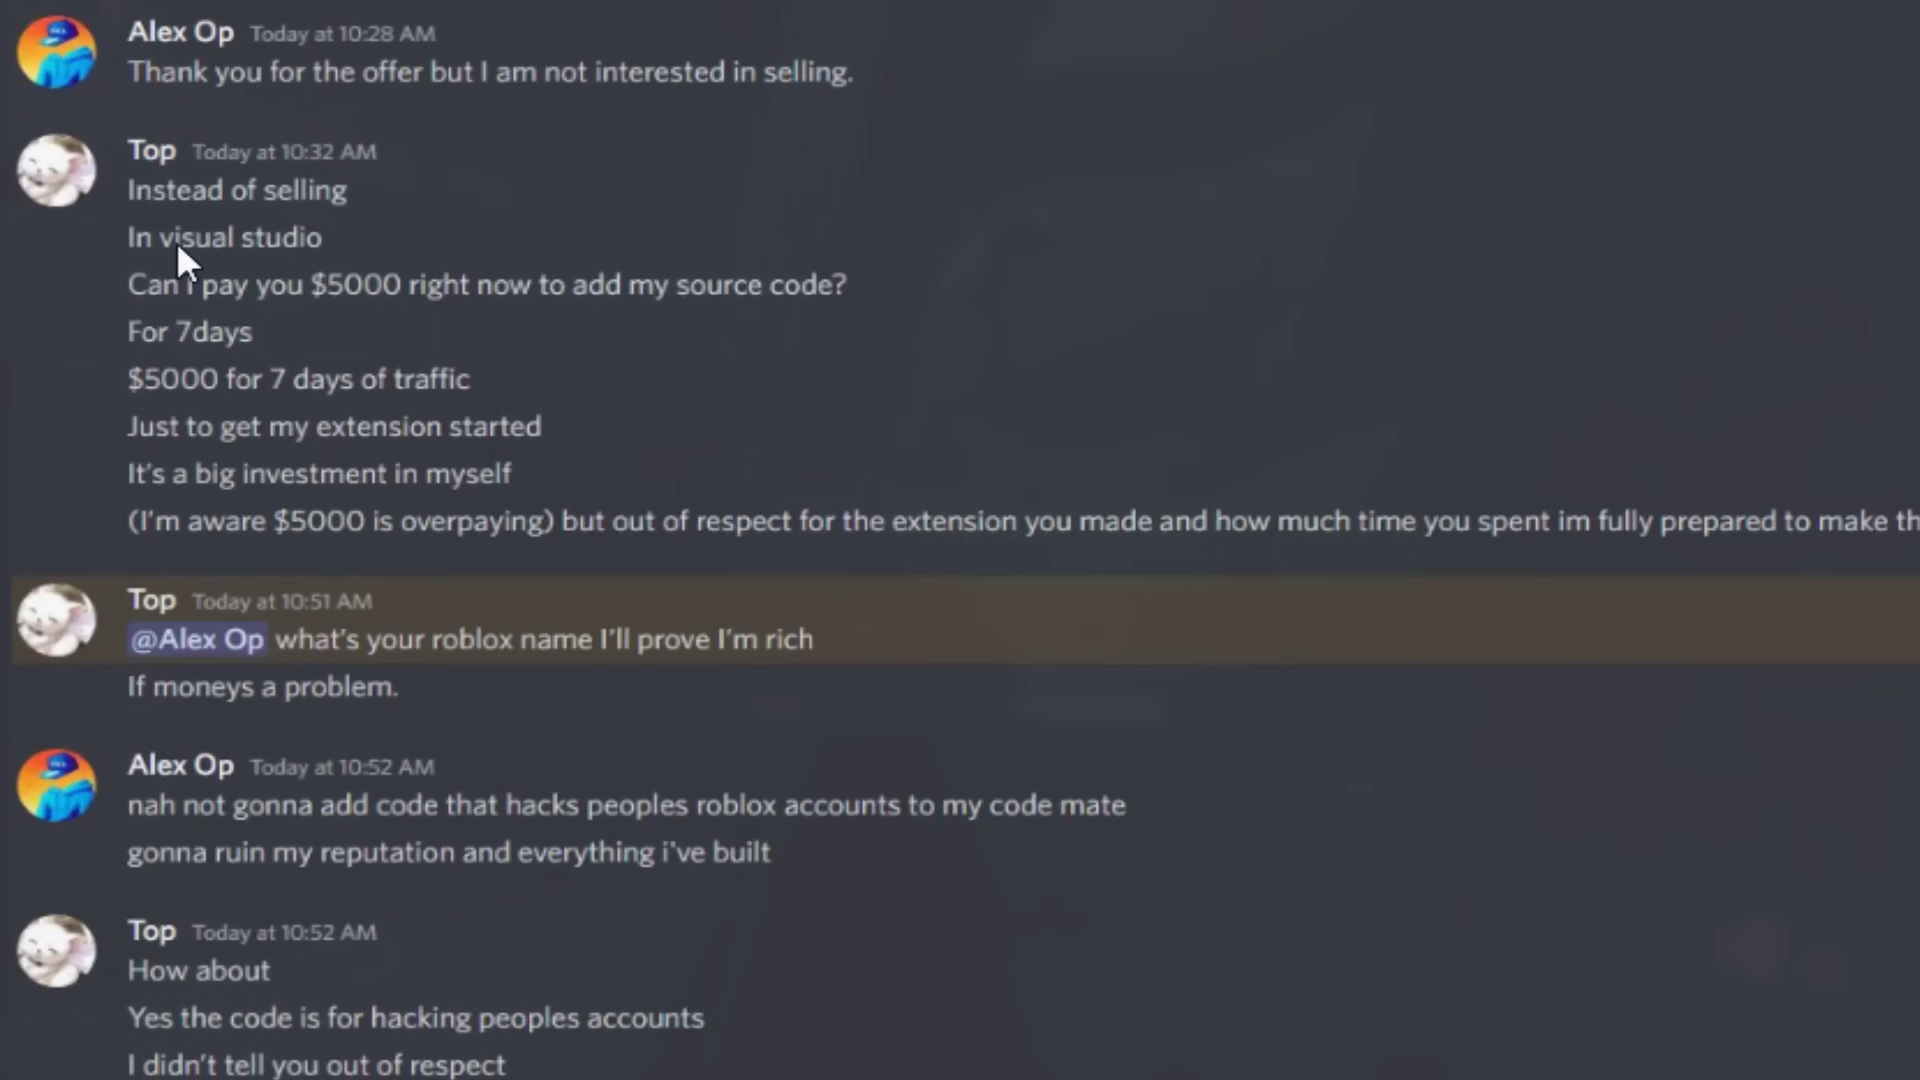 Alex Op Today at 10:28 AM
Thank you for the offer but I am not interested in selling.
Top Today at 10:32 AM
Instead of selling
In visual studio
Can I pay you $5000 right now to add my source code?
For 7days
$5000 for 7 days of traffic
Just to get my extension started
It's a big investment in myself
(I'm aware $5000 is overpaying) but out of respect for the extension you made and how much time you spent im fully prepared to make th
Top Today at 10:51 AM
@Alex Op what's your roblox name I'll prove I'm rich
If moneys a problem.
Alex Op Today at 10:52 AM
nah not gonna add code that hacks peoples roblox accounts to my code mate
gonna ruin my reputation and everything i've built
Top Today at 10:52 AM
How about
Yes the code is for hacking peoples accounts
I didn't tell you out of respect